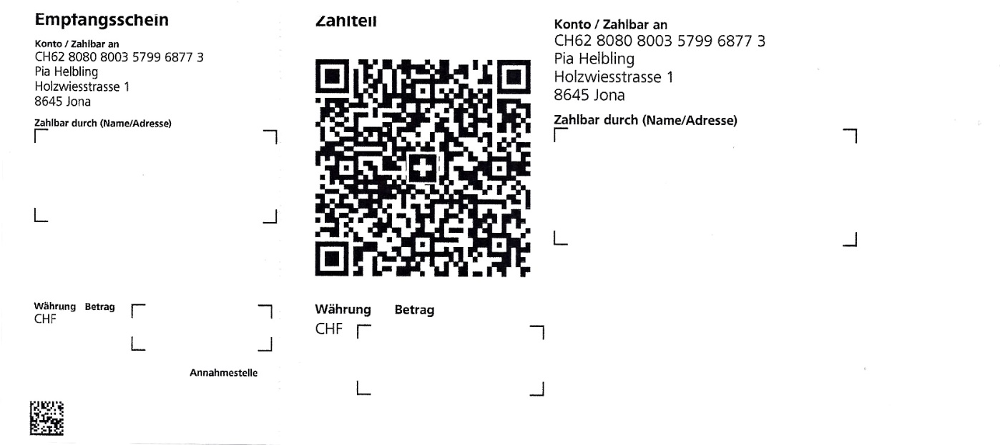 Empfangsschein
Konto / Zahlbar an
CH62 8080 8003 5799 6877 3
Pia Helbling
Holzwiesstrasse 1
8645 Jona
Zahlbar durch (Name/Adresse)
Währung Betrag
CHF
Annahmestelle
Zahlteil
Währung Betrag
CHF
Konto / Zahlbar an
CH62 8080 8003 5799 6877 3
Pia Helbling
Holzwiesstrasse 1
8645 Jona
Zahlbar durch (Name/Adresse)